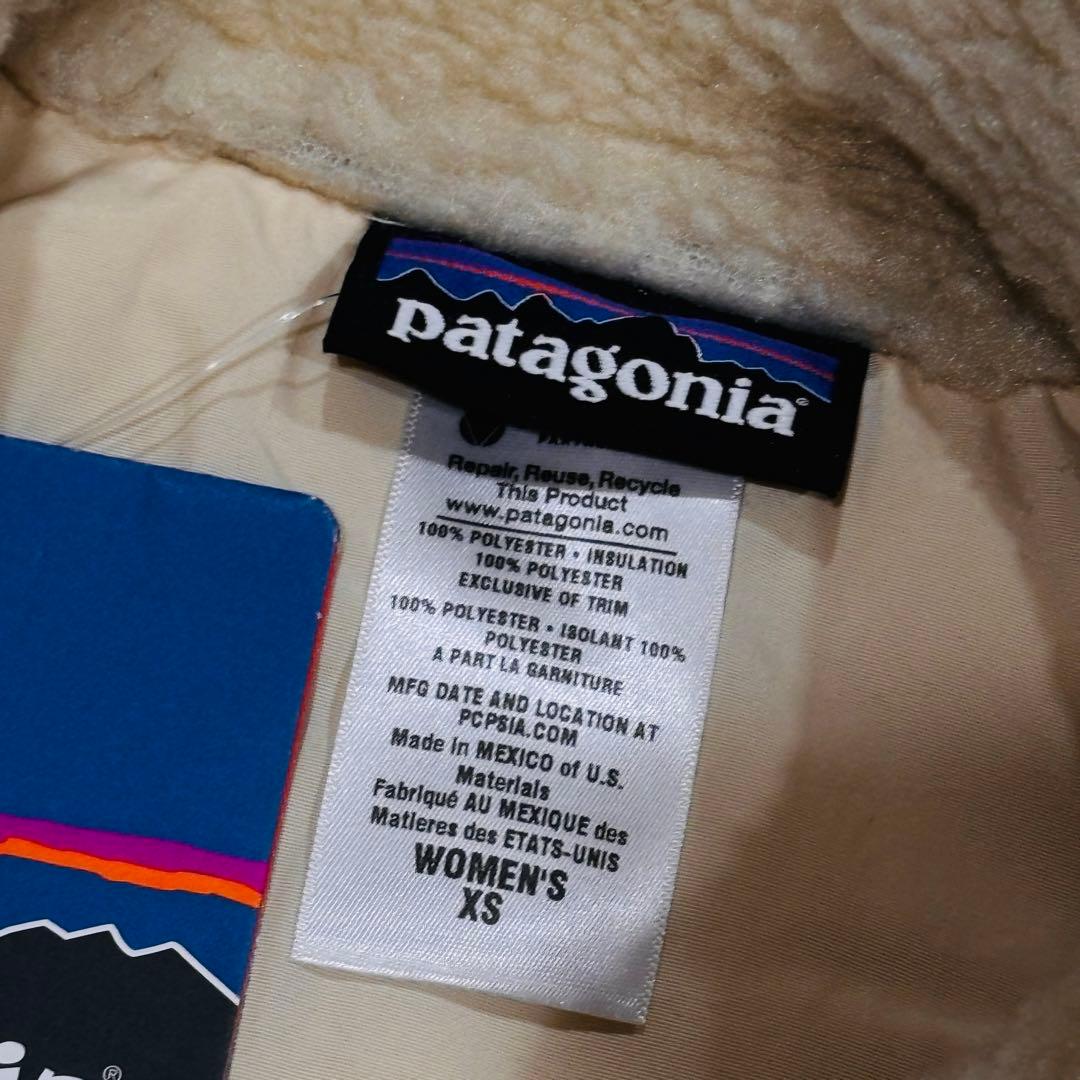 patagonia®
Repair, Reuse, Recycle
This Product
www.patagonia.com
100% POLYESTER • INSULATION
100% POLYESTER
EXCLUSIVE OF TRIM
100% POLYESTER • ISOLANT 100%
POLYESTER
A PART LA GARNITURE
MFG DATE AND LOCATION AT
PCPSIA.COM
Made in MEXICO of U.S.
Materials
Fabriqué AU MEXIQUE des
Matieres des ETATS-UNIS
WOMEN'S
XS
®